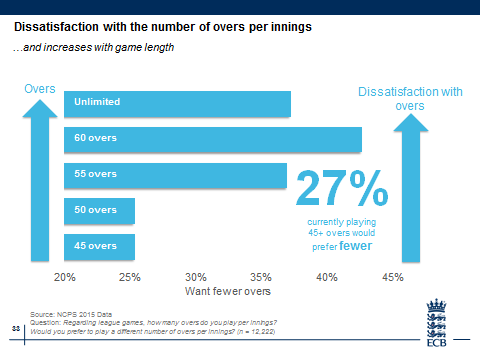 Dissatisfaction with the number of overs per innings
...and increases with game length
Overs
Dissatisfaction with
overs
Unlimited
60 overs
55 overs
50 overs
45 overs
27%
currently playing
45+ overs would
prefer fewer
20% 25% 30% 35% 40% 45%
Want fewer overs
Source: NCPS 2015 Data
Question: Regarding league games, how many overs do you play per innings?
Would you prefer to play a different number of overs per innings? (n = 12,222)
33
ECB